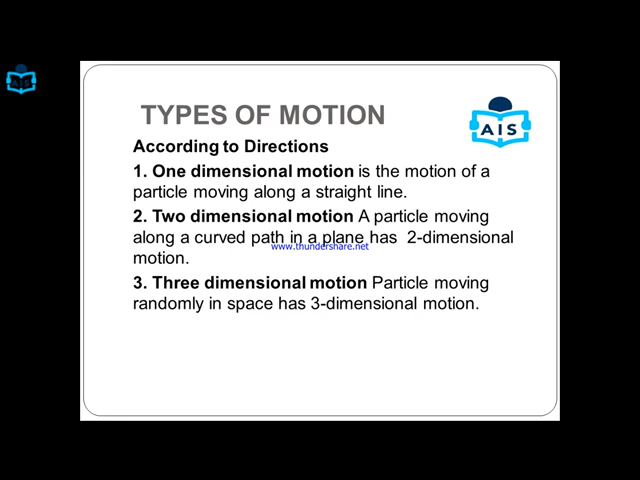 AIS
TYPES OF MOTION
AIS
According to Directions
1. One dimensional motion is the motion of a
particle moving along a straight line.
2. Two dimensional motion A particle moving
along a curved path in a plane has 2-dimensional
www.thundershare.net
motion.
3. Three dimensional motion Particle moving
randomly in space has 3-dimensional motion.